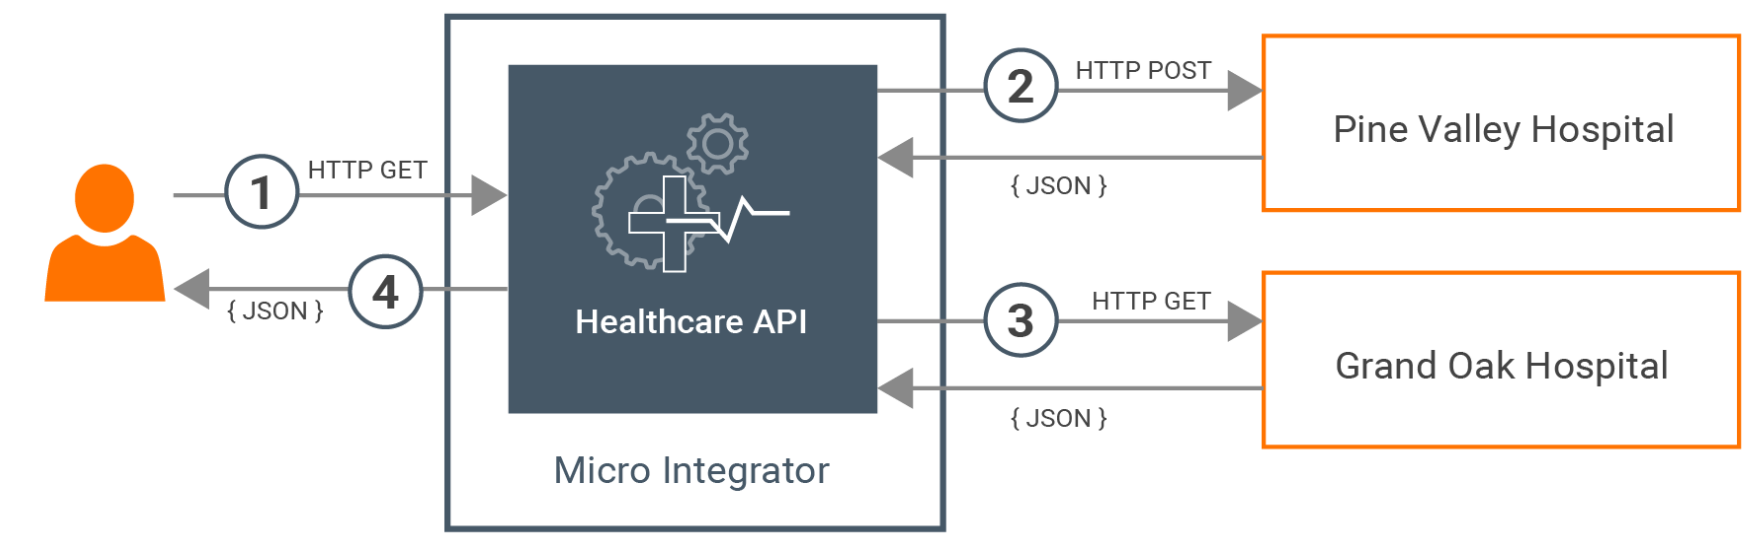 1
HTTP GET
4
{ JSON }
Healthcare API
Micro Integrator
2
HTTP POST
{ JSON }
Pine Valley Hospital
3
HTTP GET
{ JSON }
Grand Oak Hospital